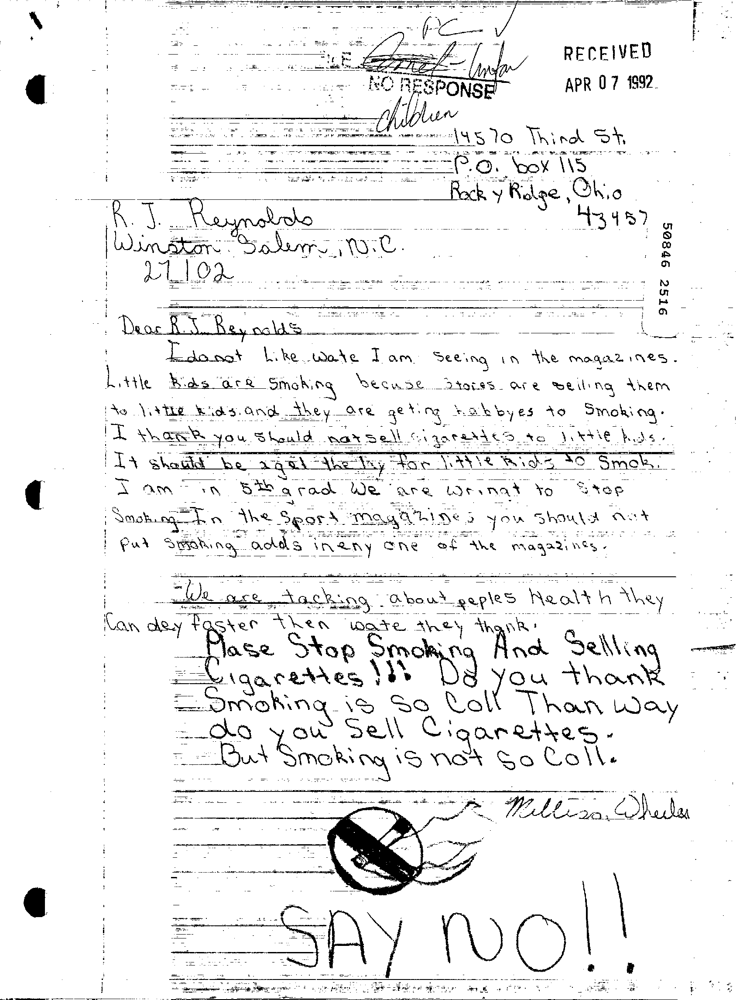 PC
RECEIVED
NO RESPONSE
APR 07 1992
children
14570 Third St.
P.O. box 115
Rocky Ridge, Ohio
43457
R. J. Reynolds
Winston Salem, N.C.
27102
50846 2516
Dear R.J. Reynolds
I donot Like wate I am seeing in the magazines.
Little kids are smoking becuse stores are selling them
to little kids. and they are geting habbyes to Smoking.
I thank you should not sell cigarettes to little kids.
It should be agest the lay for little kids to Smok.
I am in 5th grad We are wringt to Stop
Smoking. In the Sport magazines you should not
put smoking adds ineny one of the magazines.
We are tacking about peples Health they
Can dey faster then wate they thank.
Plase Stop Smoking And Sellling
Cigarettes!!! Do you thank
Smoking is so Coll Than way
do you Sell Cigarettes.
But Smoking is not so Coll.
Mellissa Wheeler
SAY NO!!